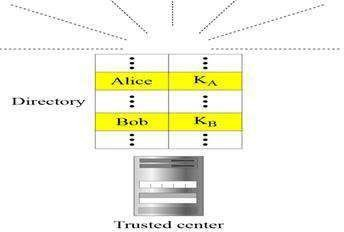 Alice K_A
Directory
Bob K_B
Trusted center